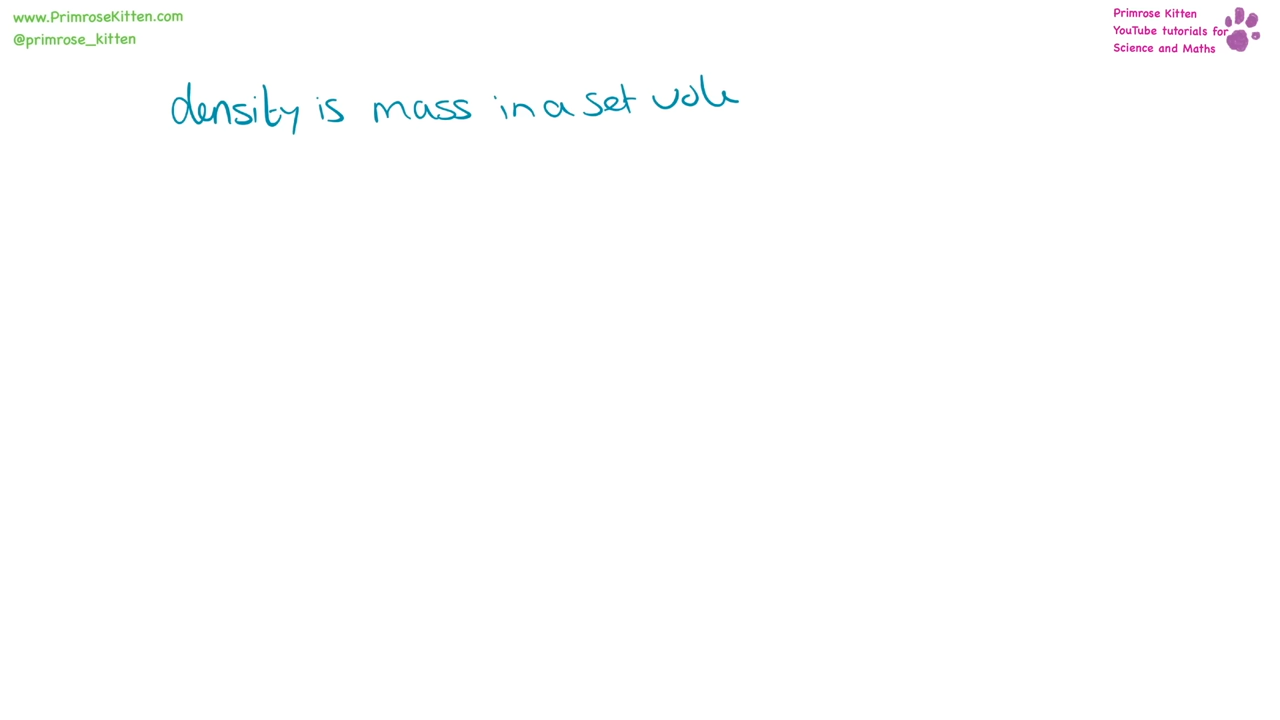 www.PrimroseKitten.com
@primrose_kitten
Primrose Kitten
YouTube tutorials for
Science and Maths
density is mass in a set volu